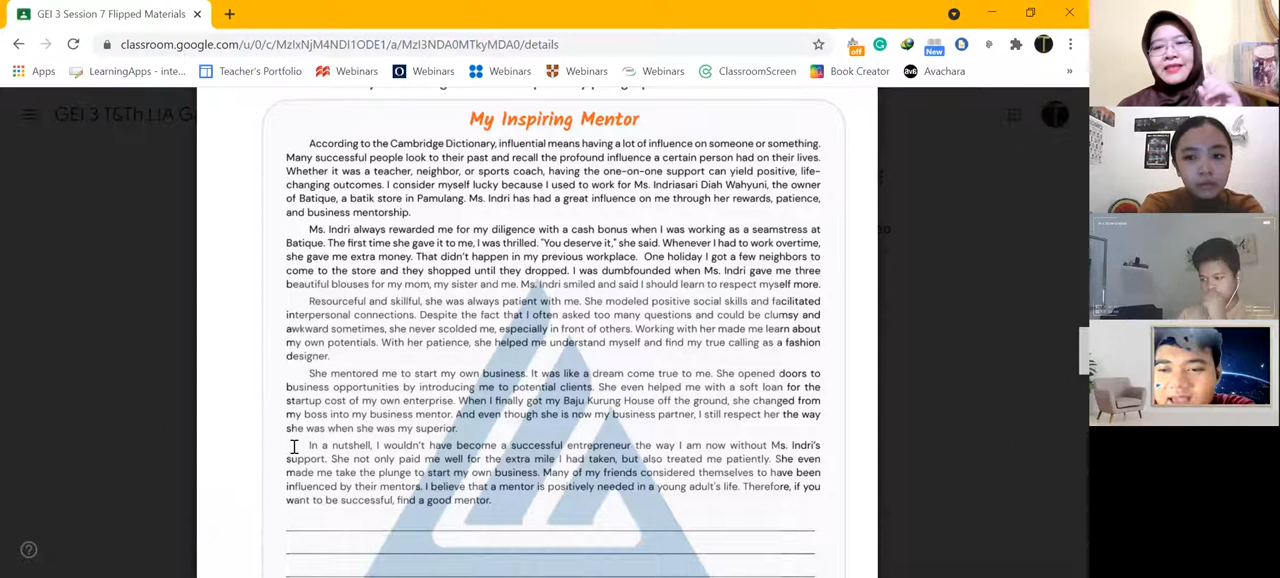 GEI 3 Session 7 Flipped Materials
classroom.google.com/u/0/c/MzIxNjM4NDI1ODE1/a/MzI3NDA0MTkyMDA0/details
off
New
Apps
LearningApps - inte...
Teacher's Portfolio
Webinars
Webinars
Webinars
Webinars
Webinars
ClassroomScreen
Book Creator
Avachara
GEI 3 T&Th LIA
My Inspiring Mentor
According to the Cambridge Dictionary, influential means having a lot of influence on someone or something.
Many successful people look to their past and recall the profound influence a certain person had on their lives.
Whether it was a teacher, neighbor, or sports coach, having the one-on-one support can yield positive, life-
changing outcomes. I consider myself lucky because I used to work for Ms. Indriasari Diah Wahyuni, the owner
of Batique, a batik store in Pamulang. Ms. Indri has had a great influence on me through her rewards, patience,
and business mentorship.
Ms. Indri always rewarded me for my diligence with a cash bonus when I was working as a seamstress at
Batique. The first time she gave it to me, I was thrilled. "You deserve it," she said. Whenever I had to work overtime,
she gave me extra money. That didn't happen in my previous workplace. One holiday I got a few neighbors to
come to the store and they shopped until they dropped. I was dumbfounded when Ms. Indri gave me three
beautiful blouses for my mom, my sister and me. Ms. Indri smiled and said I should learn to respect myself more.
Resourceful and skillful, she was always patient with me. She modeled positive social skills and facilitated
interpersonal connections. Despite the fact that I often asked too many questions and could be clumsy and
awkward sometimes, she never scolded me, especially in front of others. Working with her made me learn about
my own potentials. With her patience, she helped me understand myself and find my true calling as a fashion
designer.
She mentored me to start my own business. It was like a dream come true to me. She opened doors to
business opportunities by introducing me to potential clients. She even helped me with a soft loan for the
startup cost of my own enterprise. When I finally got my Baju Kurung House off the ground, she changed from
my boss into my business mentor. And even though she is now my business partner, I still respect her the way
she was when she was my superior.
In a nutshell, I wouldn't have become a successful entrepreneur the way I am now without Ms. Indri's
support. She not only paid me well for the extra mile I had taken, but also treated me patiently. She even
made me take the plunge to start my own business. Many of my friends considered themselves to have been
influenced by their mentors. I believe that a mentor is positively needed in a young adult's life. Therefore, if you
want to be successful, find a good mentor.